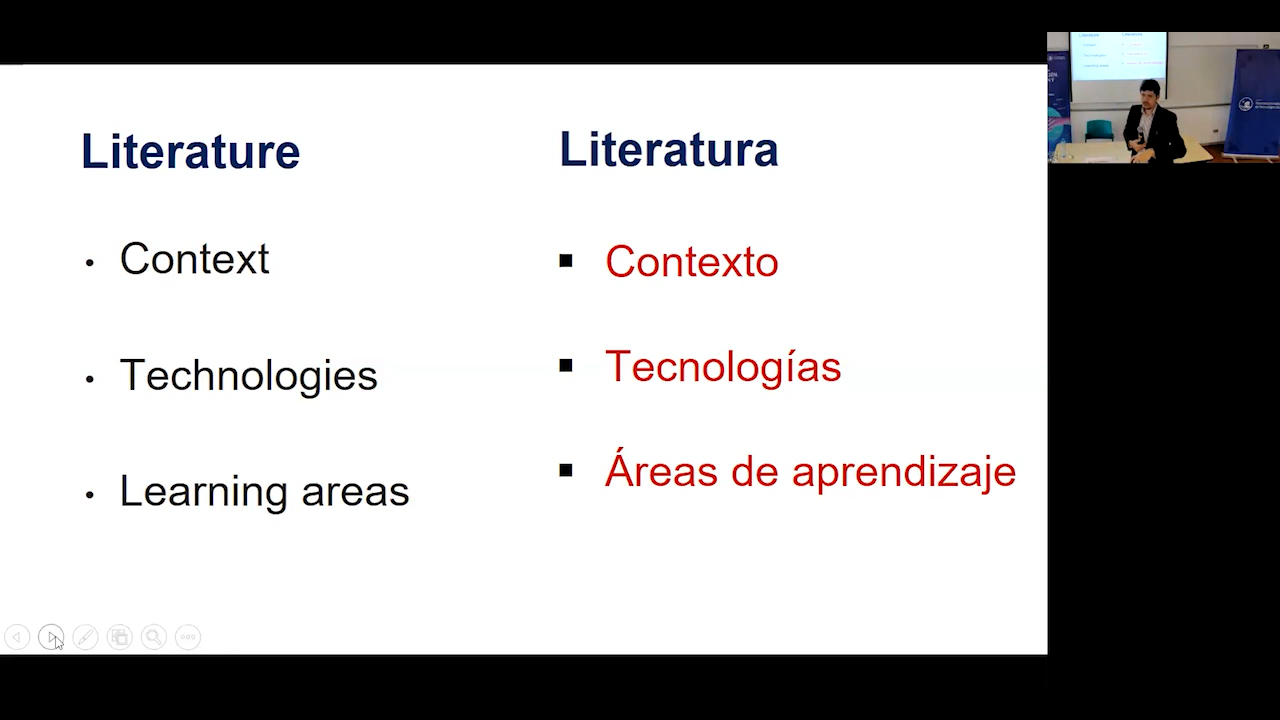 Literature
Context
Technologies
Learning areas
Literatura
Contexto
Tecnologías
Áreas de aprendizaje